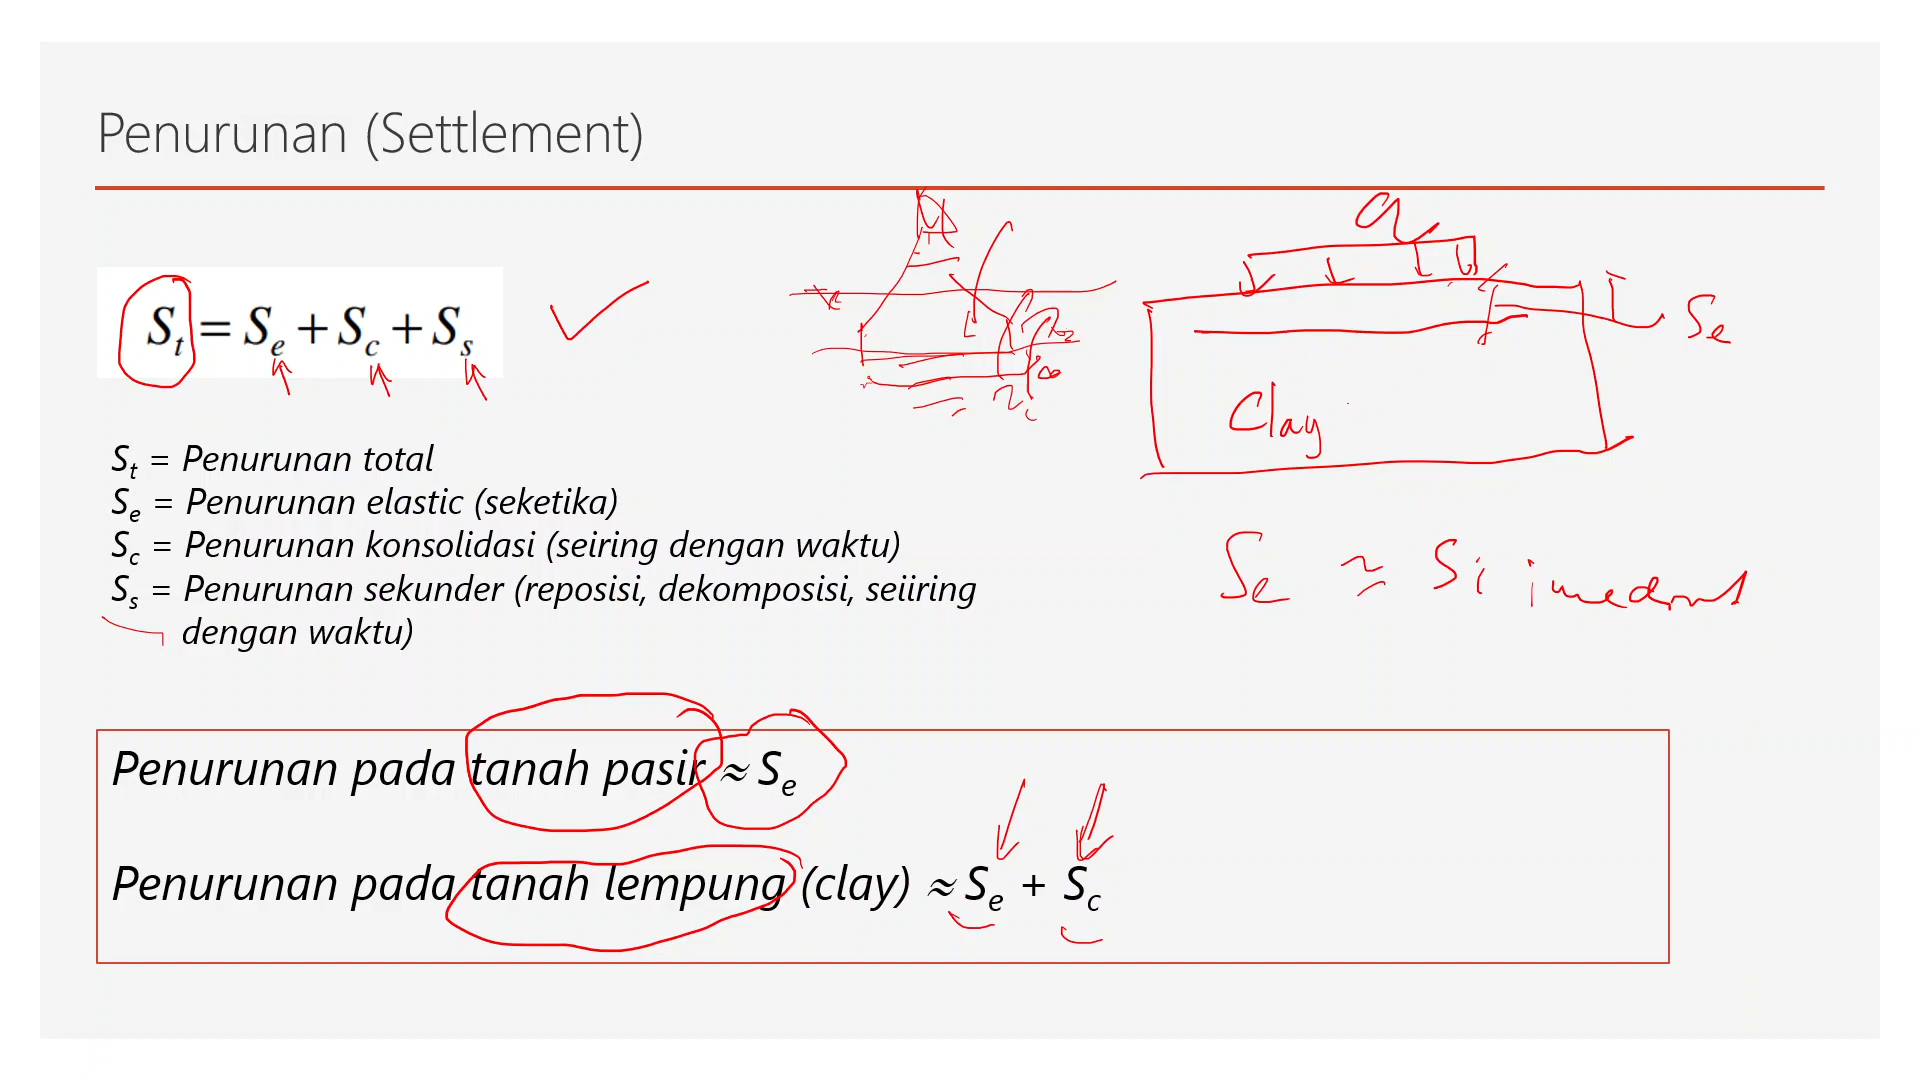 Penurunan (Settlement)
St = Se + Sc + Ss
St = Penurunan total
Se = Penurunan elastic (seketika)
Sc = Penurunan konsolidasi (seiring dengan waktu)
Ss = Penurunan sekunder (reposisi, dekomposisi, seiiring
dengan waktu)
q
Se
Clay
Se ≈ Si
Penurunan pada tanah pasir ≈ Se
Penurunan pada tanah lempung (clay) ≈ Se + Sc